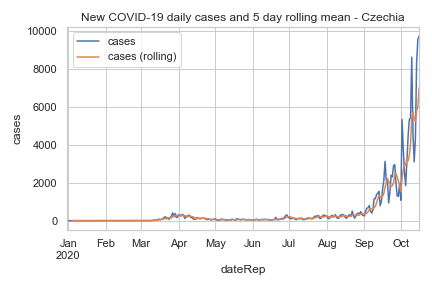 New COVID-19 daily cases and 5 day rolling mean - Czechia
10000
8000
6000
4000
2000
0
cases
cases
cases (rolling)
Jan Feb Mar Apr May Jun Jul Aug Sep Oct
2020
dateRep